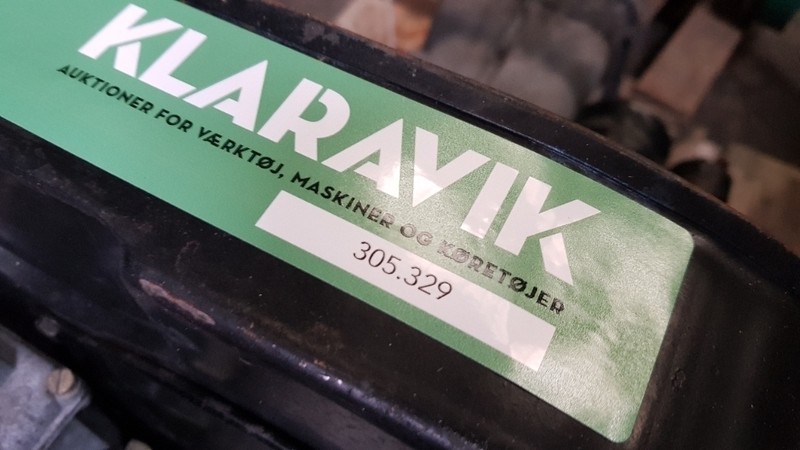 KLARAVIK
AUKTIONER FOR VÆRKTØJ, MASKINER OG KØRETØJER
305.329